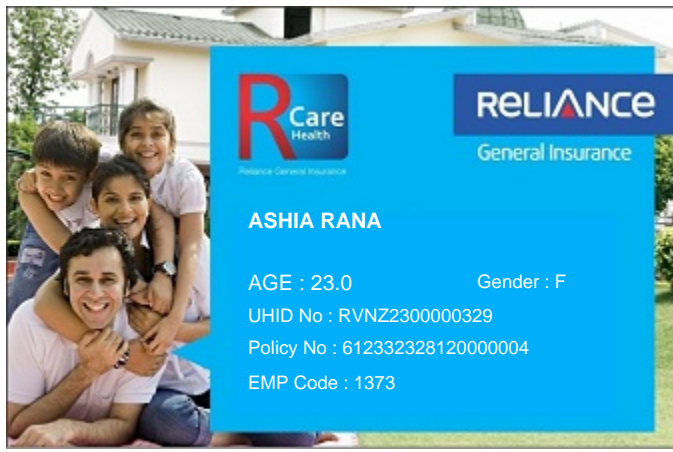 R Care
Health
Reliance General Insurance
RELIANCE
General Insurance
ASHIA RANA
AGE : 23.0 Gender : F
UHID No : RVNZ2300000329
Policy No : 612332328120000004
EMP Code : 1373